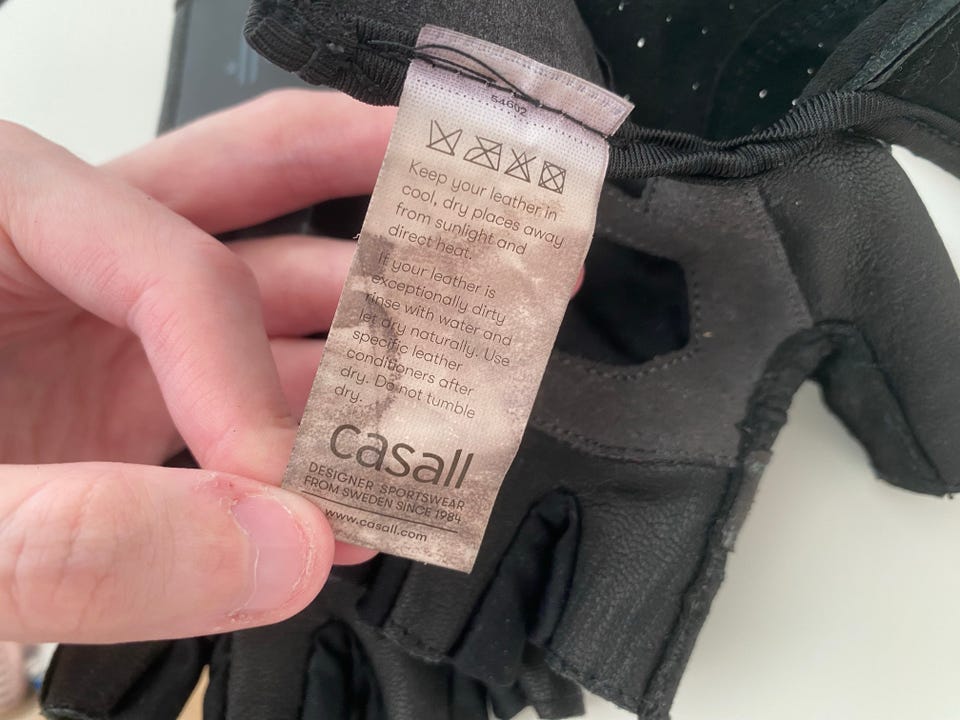 54602
Keep your leather in
cool, dry places away
from sunlight and
direct heat.
If your leather is
exceptionally dirty
rinse with water and
let dry naturally. Use
specific leather
conditioners after
dry. Do not tumble
dry.
casall
DESIGNER SPORTSWEAR
FROM SWEDEN SINCE 1984
www.casall.com